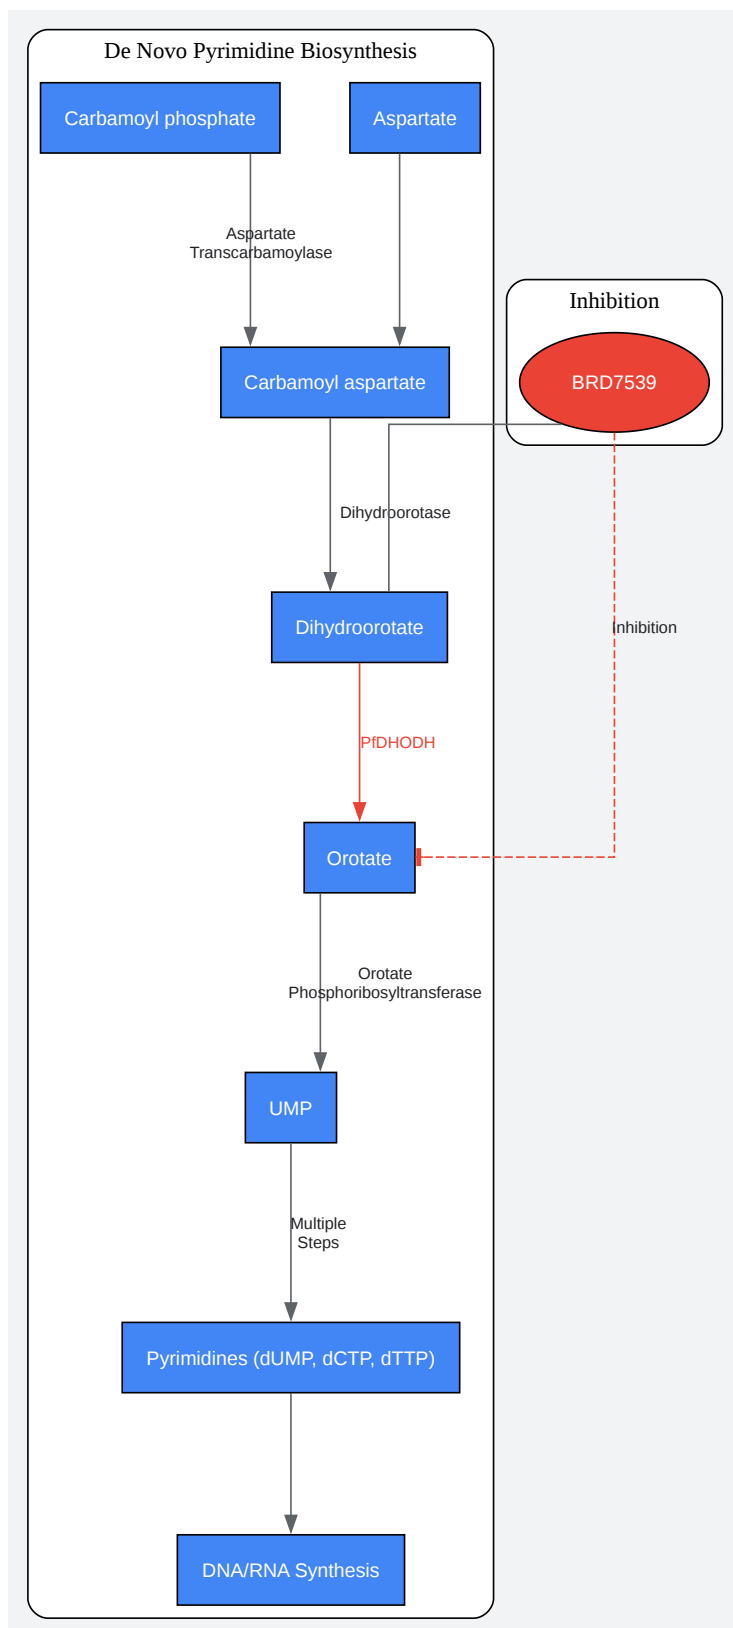 De Novo Pyrimidine Biosynthesis
Carbamoyl phosphate
Aspartate
Aspartate
Transcarbamoylase
Inhibition
Carbamoyl aspartate
BRD7539
Dihydroorotase
Dihydroorotate
Inhibition
PfDHODH
Orotate
Orotate
Phosphoribosyltransferase
UMP
Multiple
Steps
Pyrimidines (dUMP, dCTP, dTTP)
DNA/RNA Synthesis